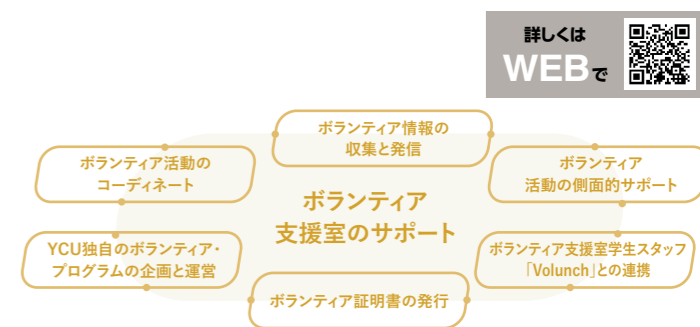 詳しくは
WEBで
ボランティア情報の
収集と発信
ボランティア活動の
コーディネート
ボランティア
活動の側面的サポート
ボランティア
支援室のサポート
YCU独自のボランティア・
プログラムの企画と運営
ボランティア支援室学生スタッフ
「Volunch」との連携
ボランティア証明書の発行